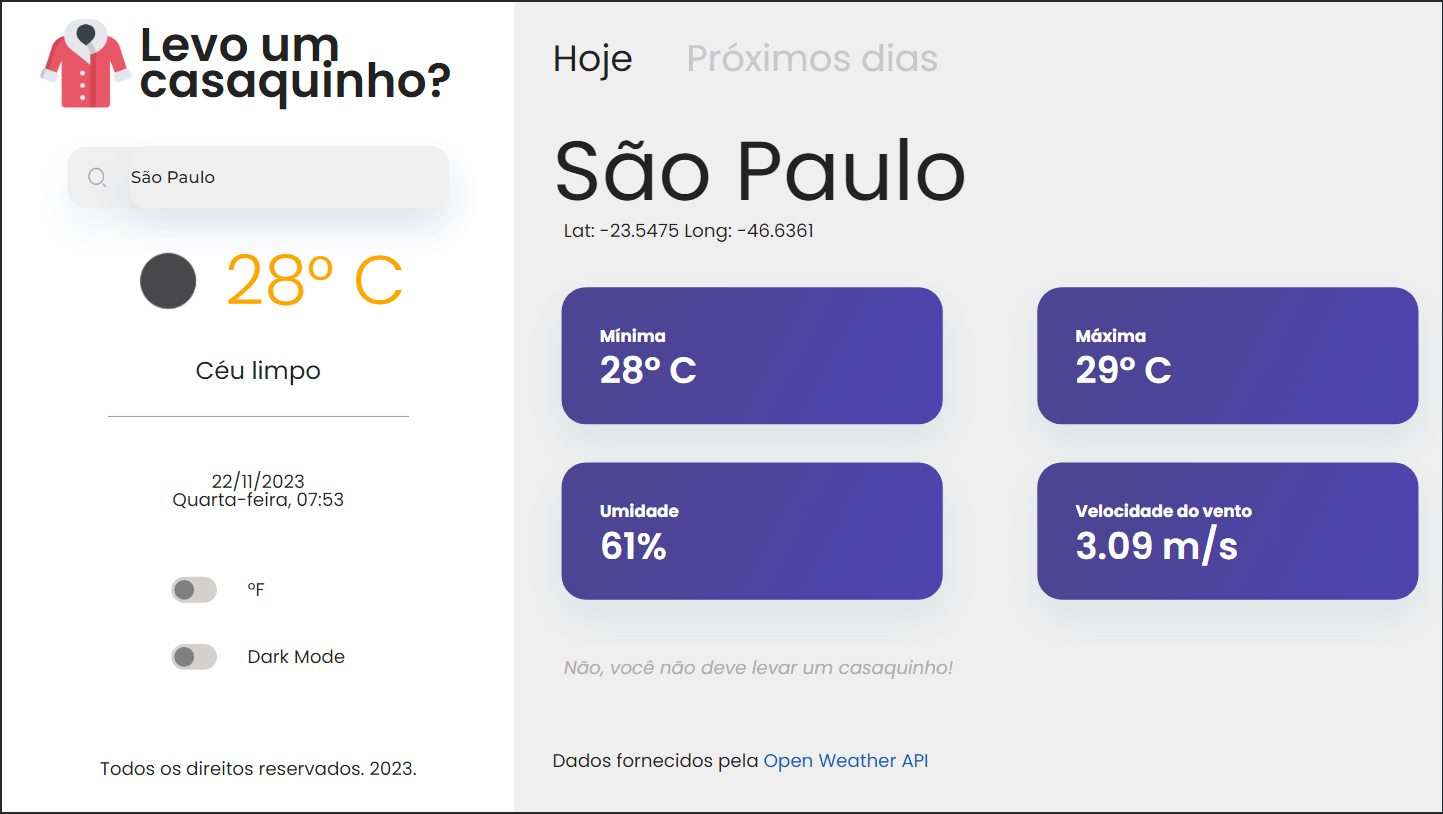 Levo um
casaquinho?
São Paulo
28º C
Céu limpo
22/11/2023
Quarta-feira, 07:53
ºF
Dark Mode
Todos os direitos reservados. 2023.
Hoje
Próximos dias
São Paulo
Lat: -23.5475 Long: -46.6361
Mínima
28º C
Máxima
29º C
Umidade
61%
Velocidade do vento
3.09 m/s
Não, você não deve levar um casaquinho!
Dados fornecidos pela Open Weather API